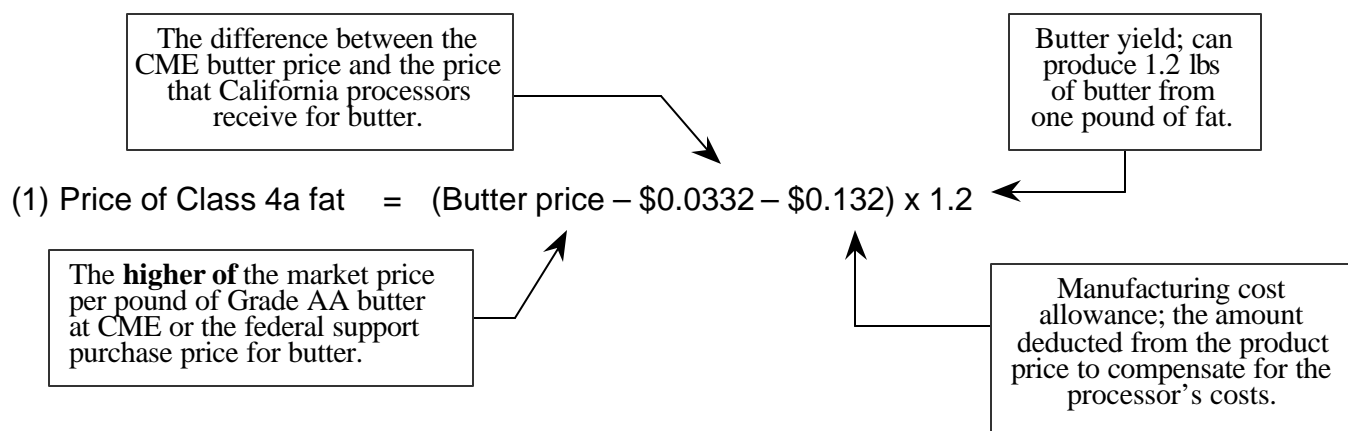 The difference between the
CME butter price and the price
that California processors
receive for butter.
Butter yield; can
produce 1.2 lbs
of butter from
one pound of fat.
(1) Price of Class 4a fat = (Butter price – $0.0332 – $0.132) x 1.2
The higher of the market price
per pound of Grade AA butter
at CME or the federal support
purchase price for butter.
Manufacturing cost
allowance; the amount
deducted from the product
price to compensate for the
processor's costs.